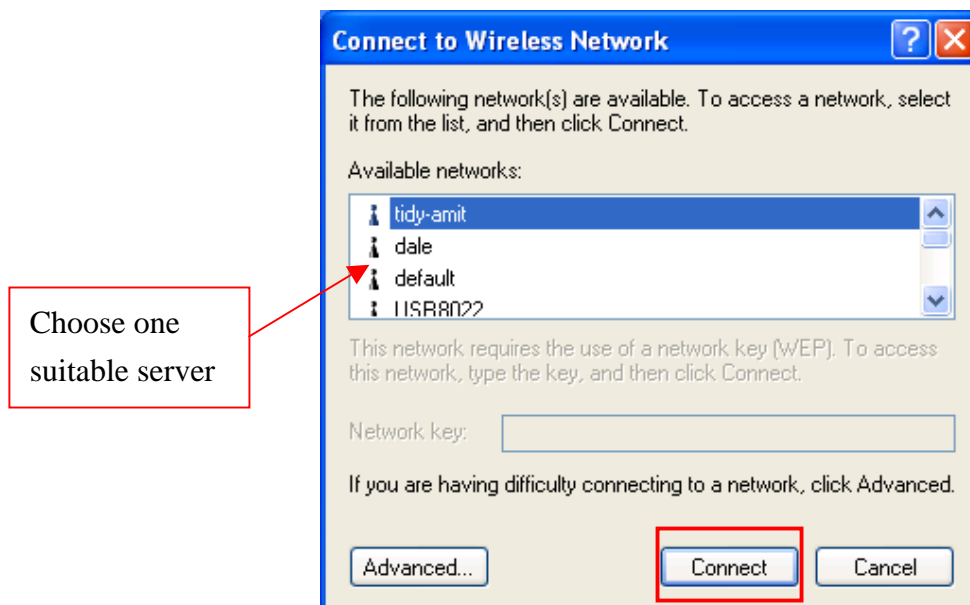 Connect to Wireless Network
The following network(s) are available. To access a network, select
it from the list, and then click Connect.
Available networks:
tidy-amit
dale
default
USR8022
Choose one
suitable server
This network requires the use of a network key (WEP). To access
this network, type the key, and then click Connect.
Network key:
If you are having difficulty connecting to a network, click Advanced.
Advanced...
Connect
Cancel